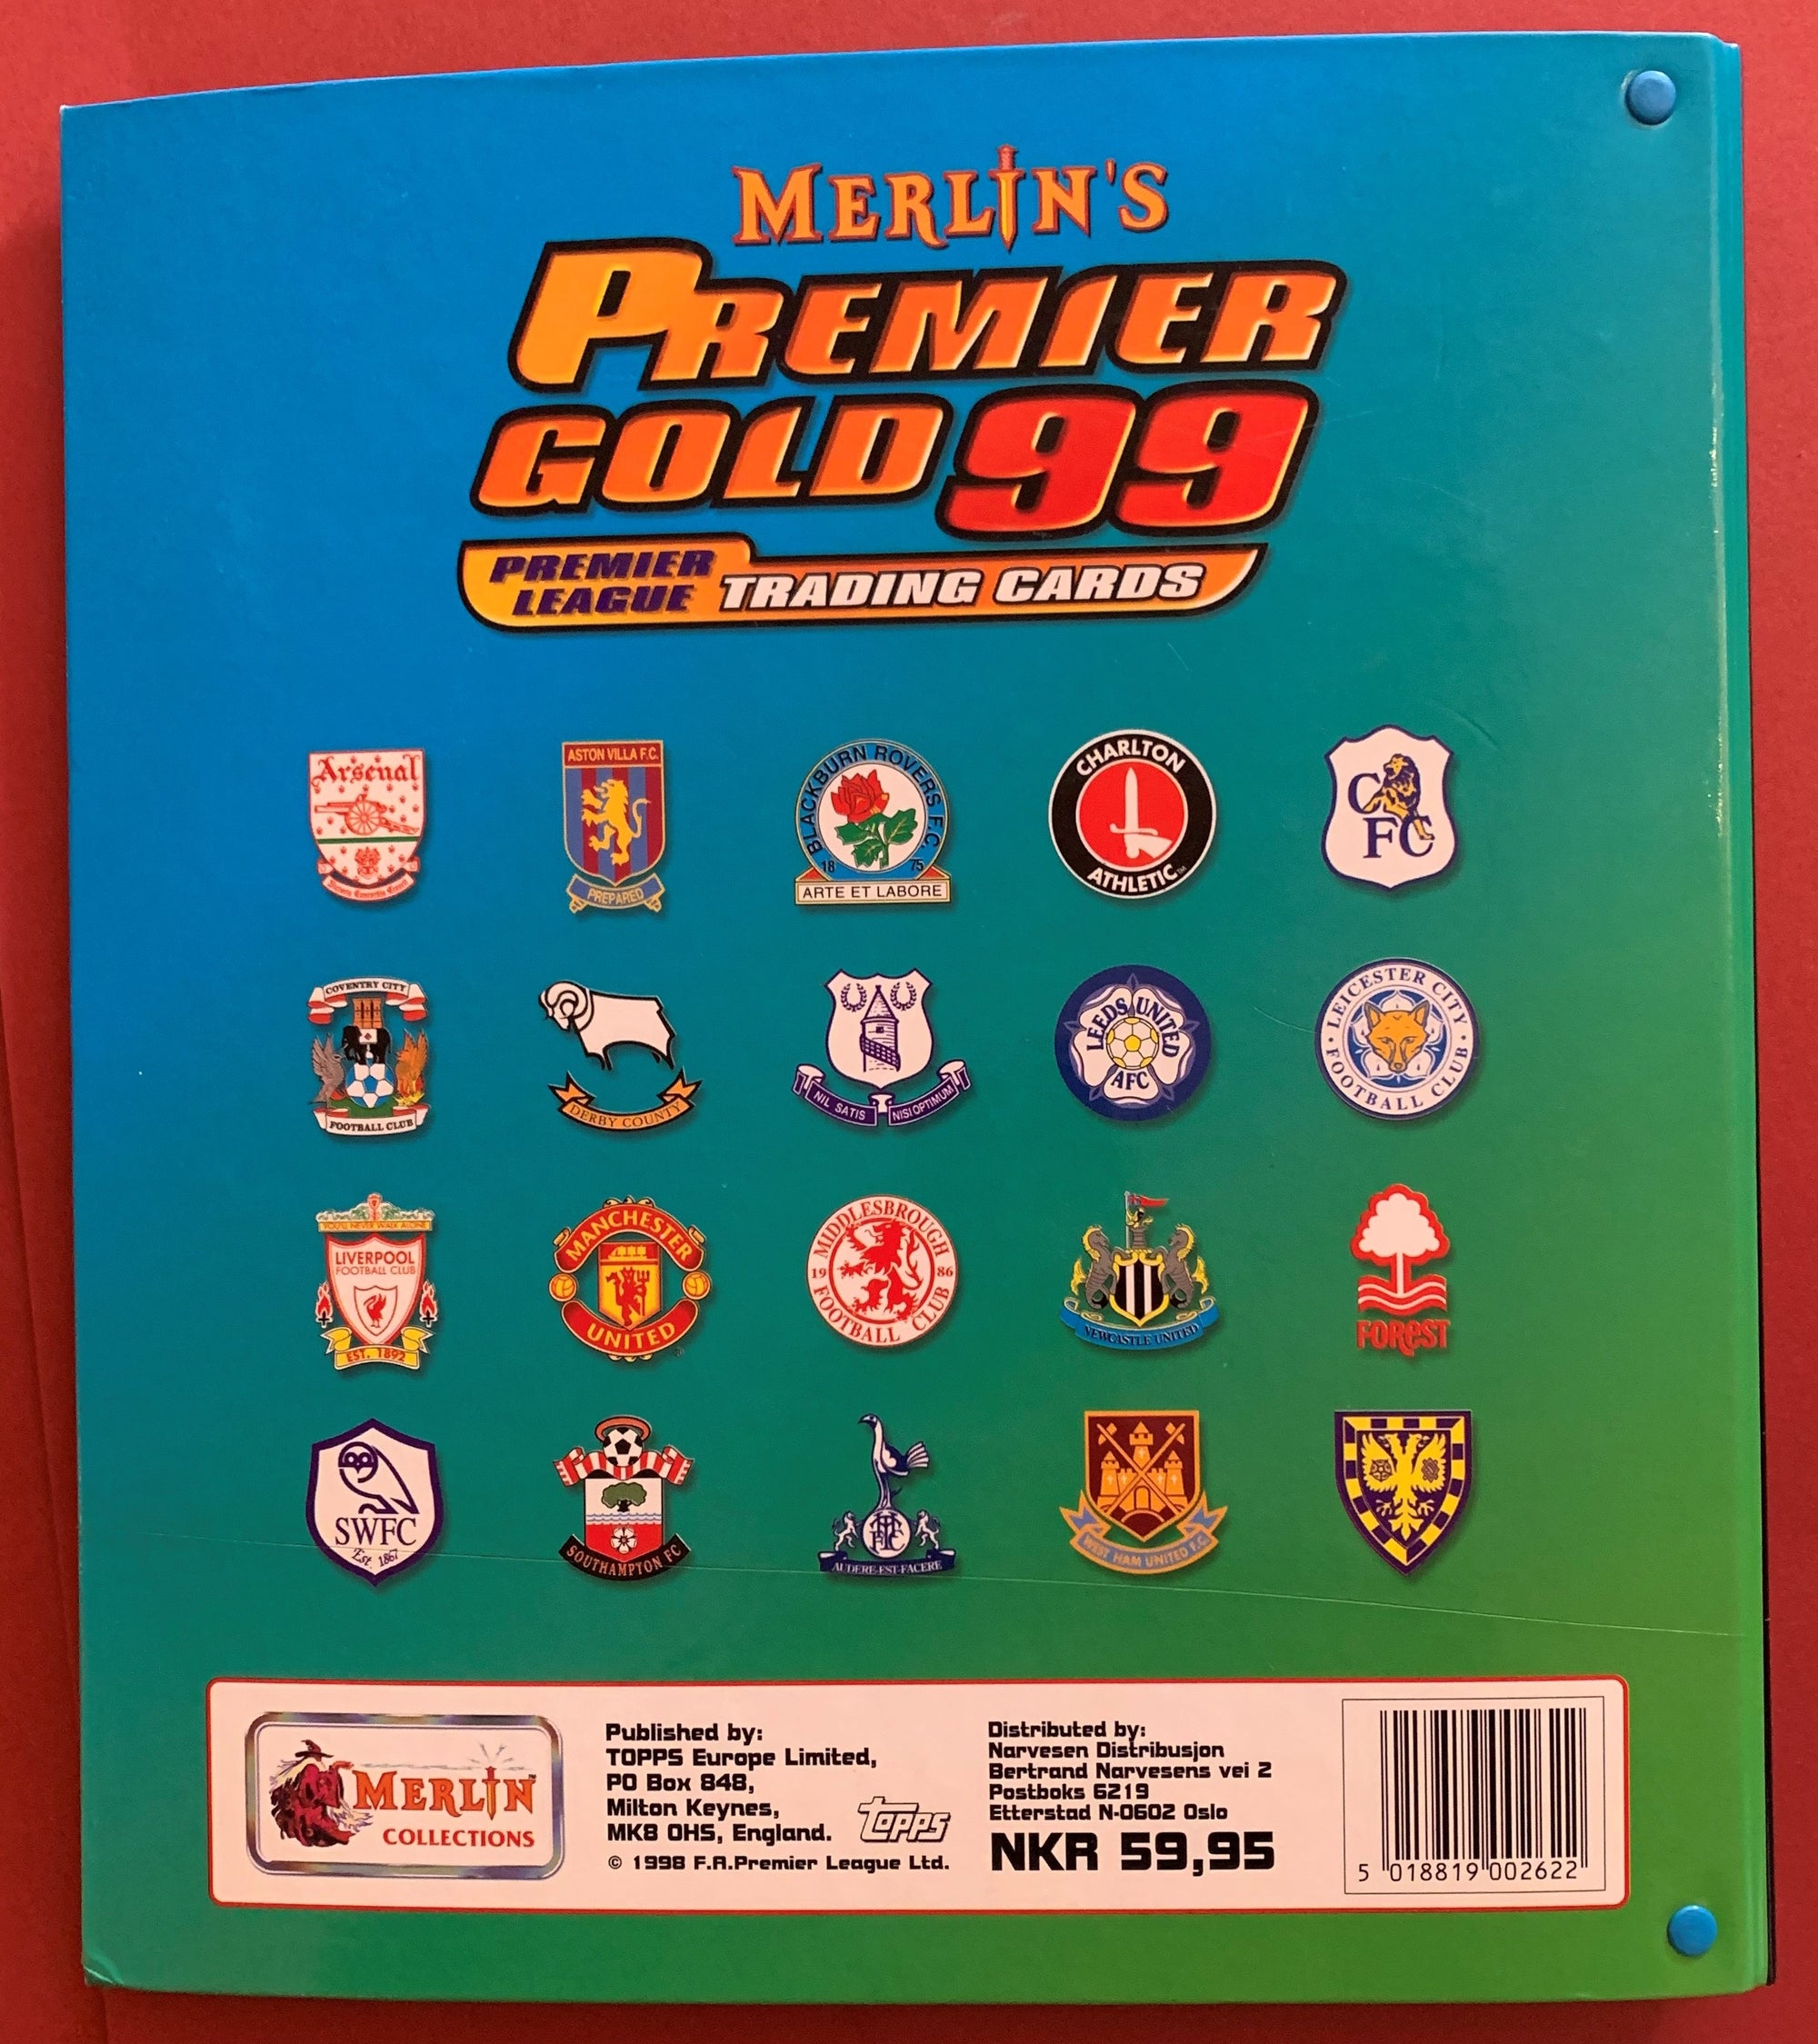 MERLIN'S
PREMIER
GOLD 99
PREMIER
LEAGUE
TRADING CARDS
Arsenal
ASTON VILLA F.C.
PREPARED
BLACKBURN ROVERS F.C.
18 75
ARTE ET LABORE
CHARLTON
ATHLETIC
C
FC
COVENTRY CITY
FOOTBALL CLUB
DERBY COUNTY
NIL SATIS NISI OPTIMUM
LEEDS UNITED
AFC
LEICESTER CITY
FOOTBALL CLUB
YOU'LL NEVER WALK ALONE
LIVERPOOL
FOOTBALL CLUB
EST. 1892
MANCHESTER
UNITED
MIDDLESBROUGH
19 86
FOOTBALL CLUB
NEWCASTLE UNITED
FOREST
SWFC
Est 1867
SOUTHAMPTON FC
AUDERE·EST·FACERE
WEST HAM UNITED F.C.
MERLIN™
COLLECTIONS
Published by:
TOPPS Europe Limited,
PO Box 848,
Milton Keynes,
MK8 0HS, England.
topps
© 1998 F.A.Premier League Ltd.
Distributed by:
Narvesen Distribusjon
Bertrand Narvesens vei 2
Postboks 6219
Etterstad N-0602 Oslo
NKR 59,95
5 018819 002622